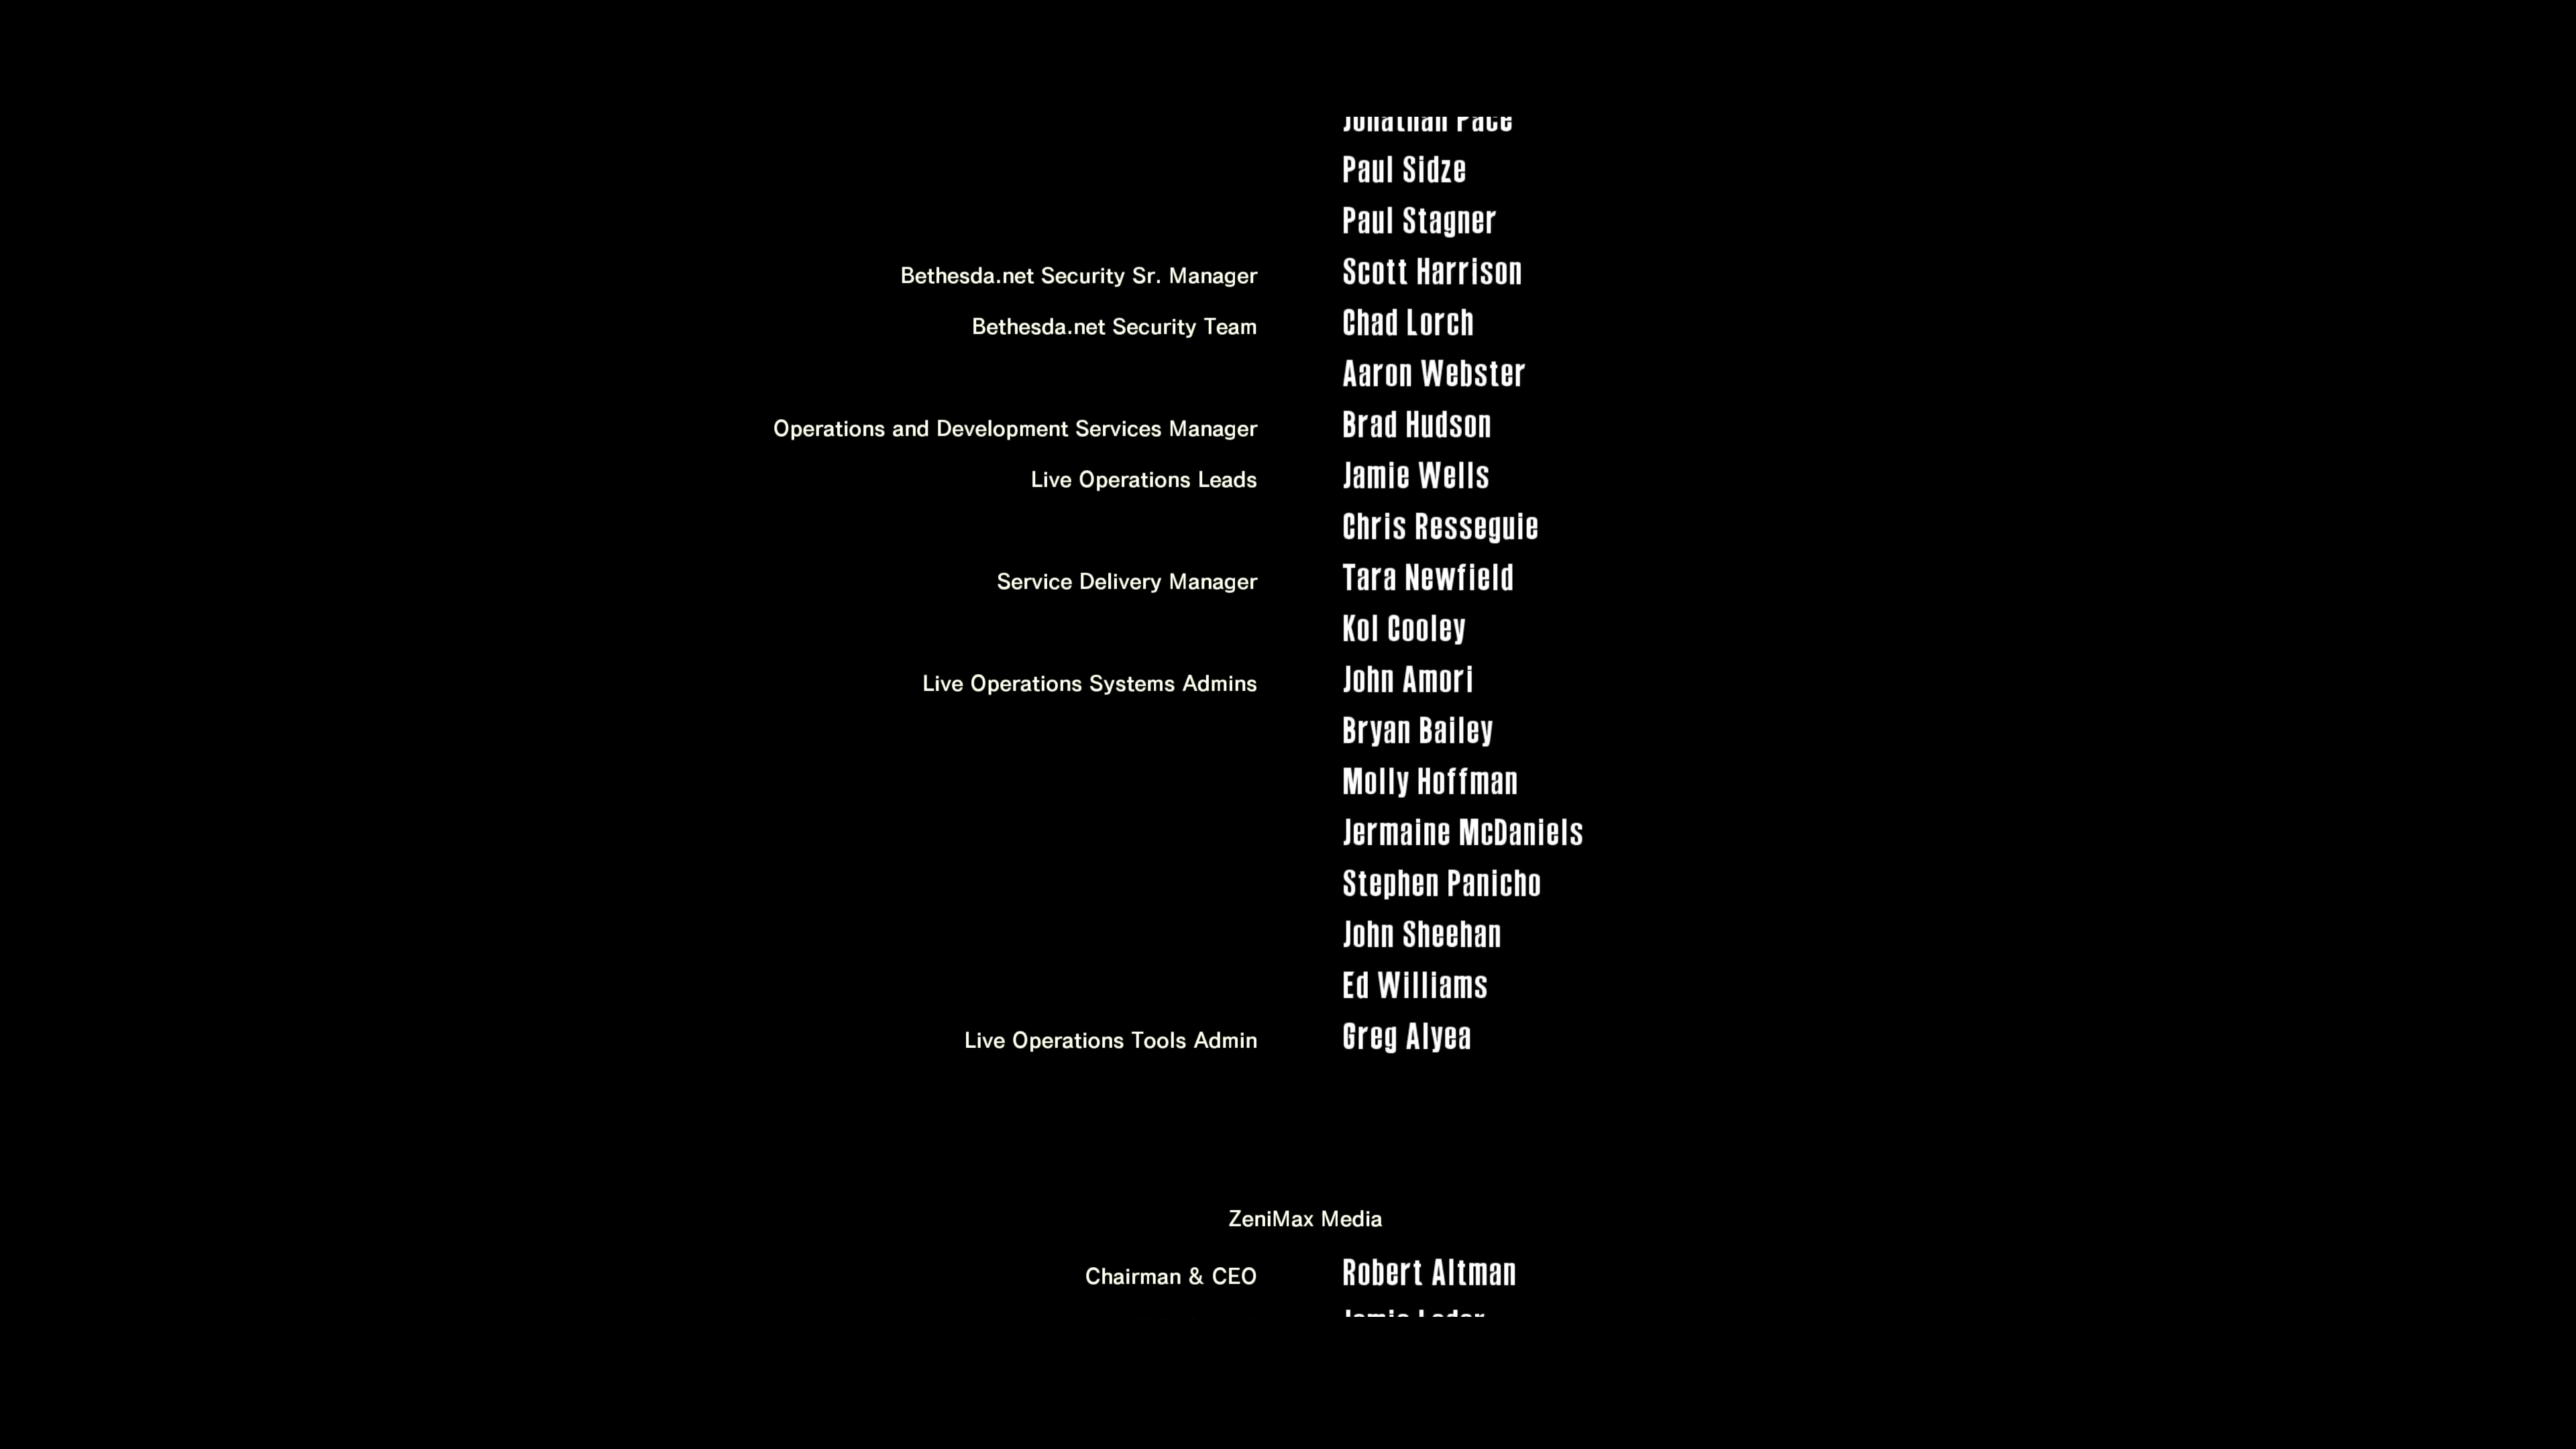 Jonathan Pace
Paul Sidze
Paul Stagner
Bethesda.net Security Sr. Manager Scott Harrison
Bethesda.net Security Team Chad Lorch
Aaron Webster
Operations and Development Services Manager Brad Hudson
Live Operations Leads Jamie Wells
Chris Resseguie
Service Delivery Manager Tara Newfield
Kol Cooley
Live Operations Systems Admins John Amori
Bryan Bailey
Molly Hoffman
Jermaine McDaniels
Stephen Panicho
John Sheehan
Ed Williams
Live Operations Tools Admin Greg Alyea
ZeniMax Media
Chairman & CEO Robert Altman